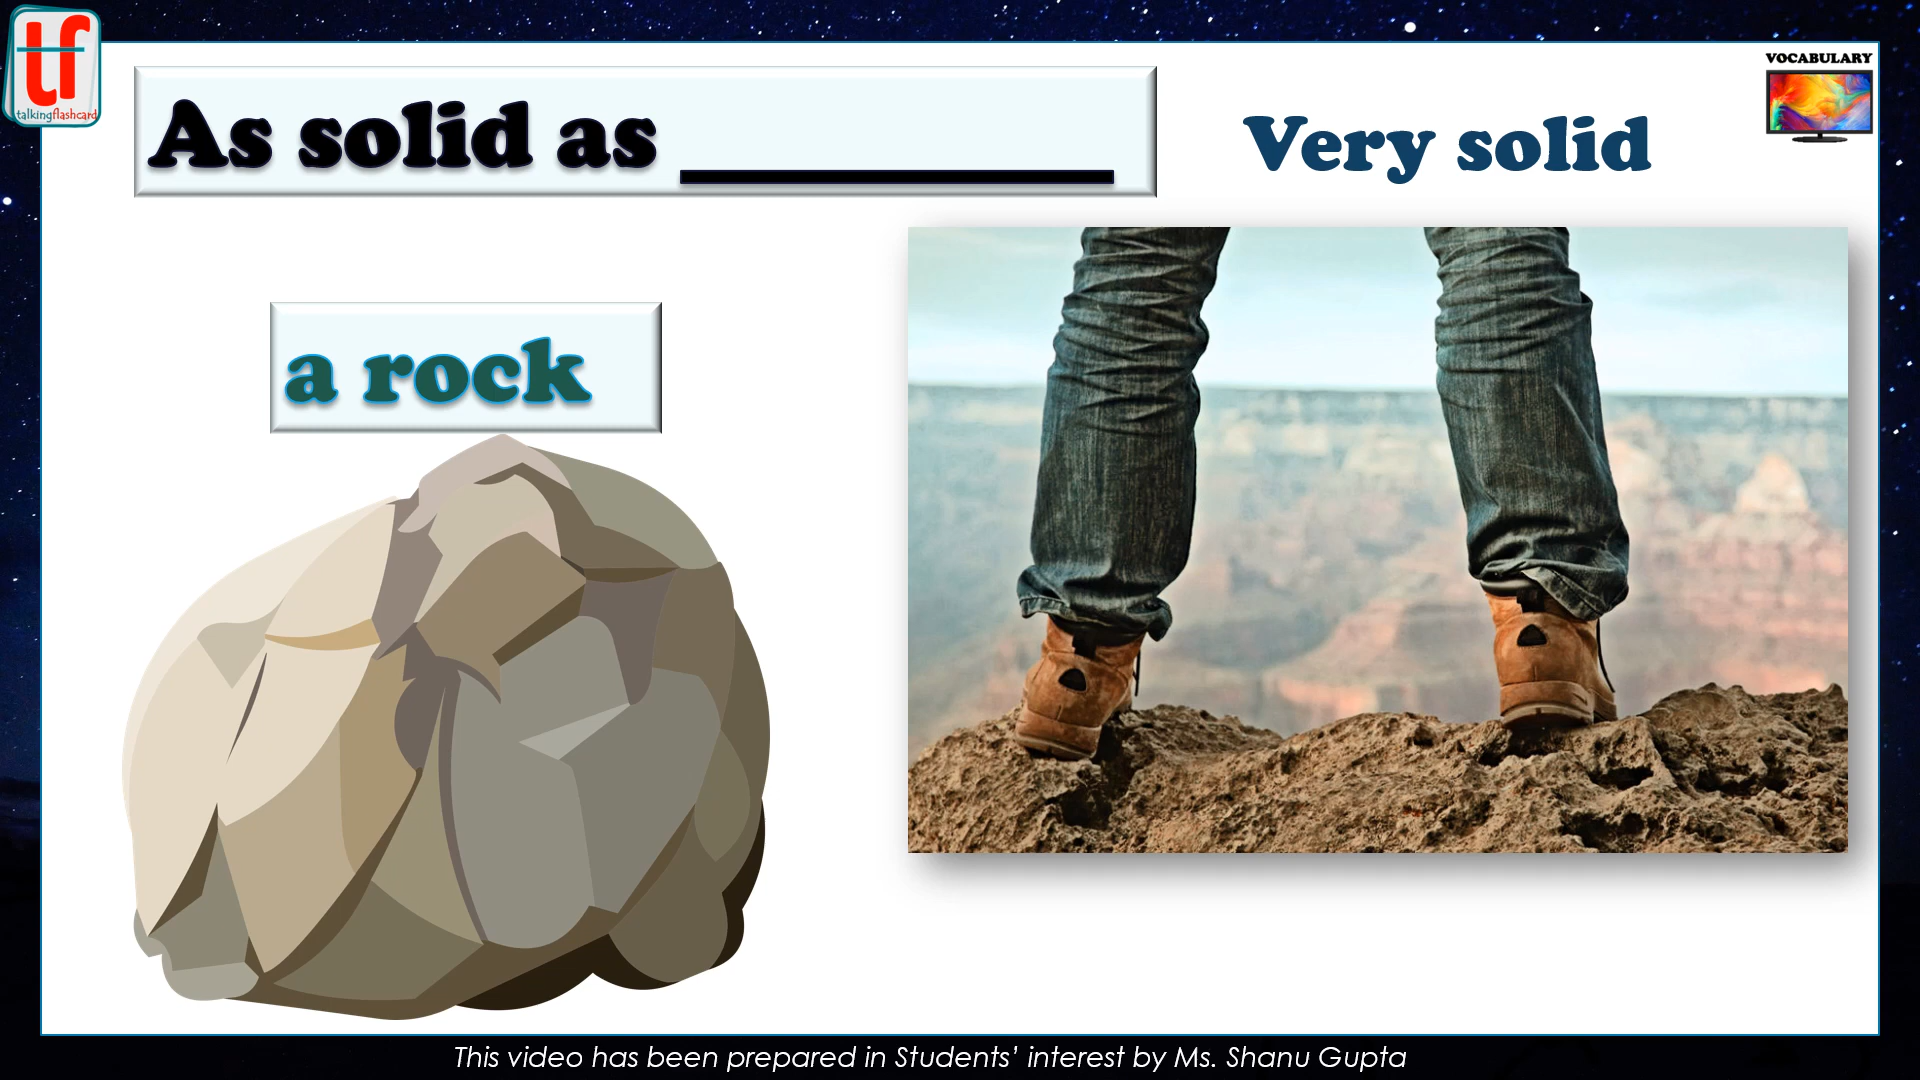 tf
talkingflashcard
VOCABULARY
As solid as ____________
Very solid
a rock
This video has been prepared in Students’ interest by Ms. Shanu Gupta